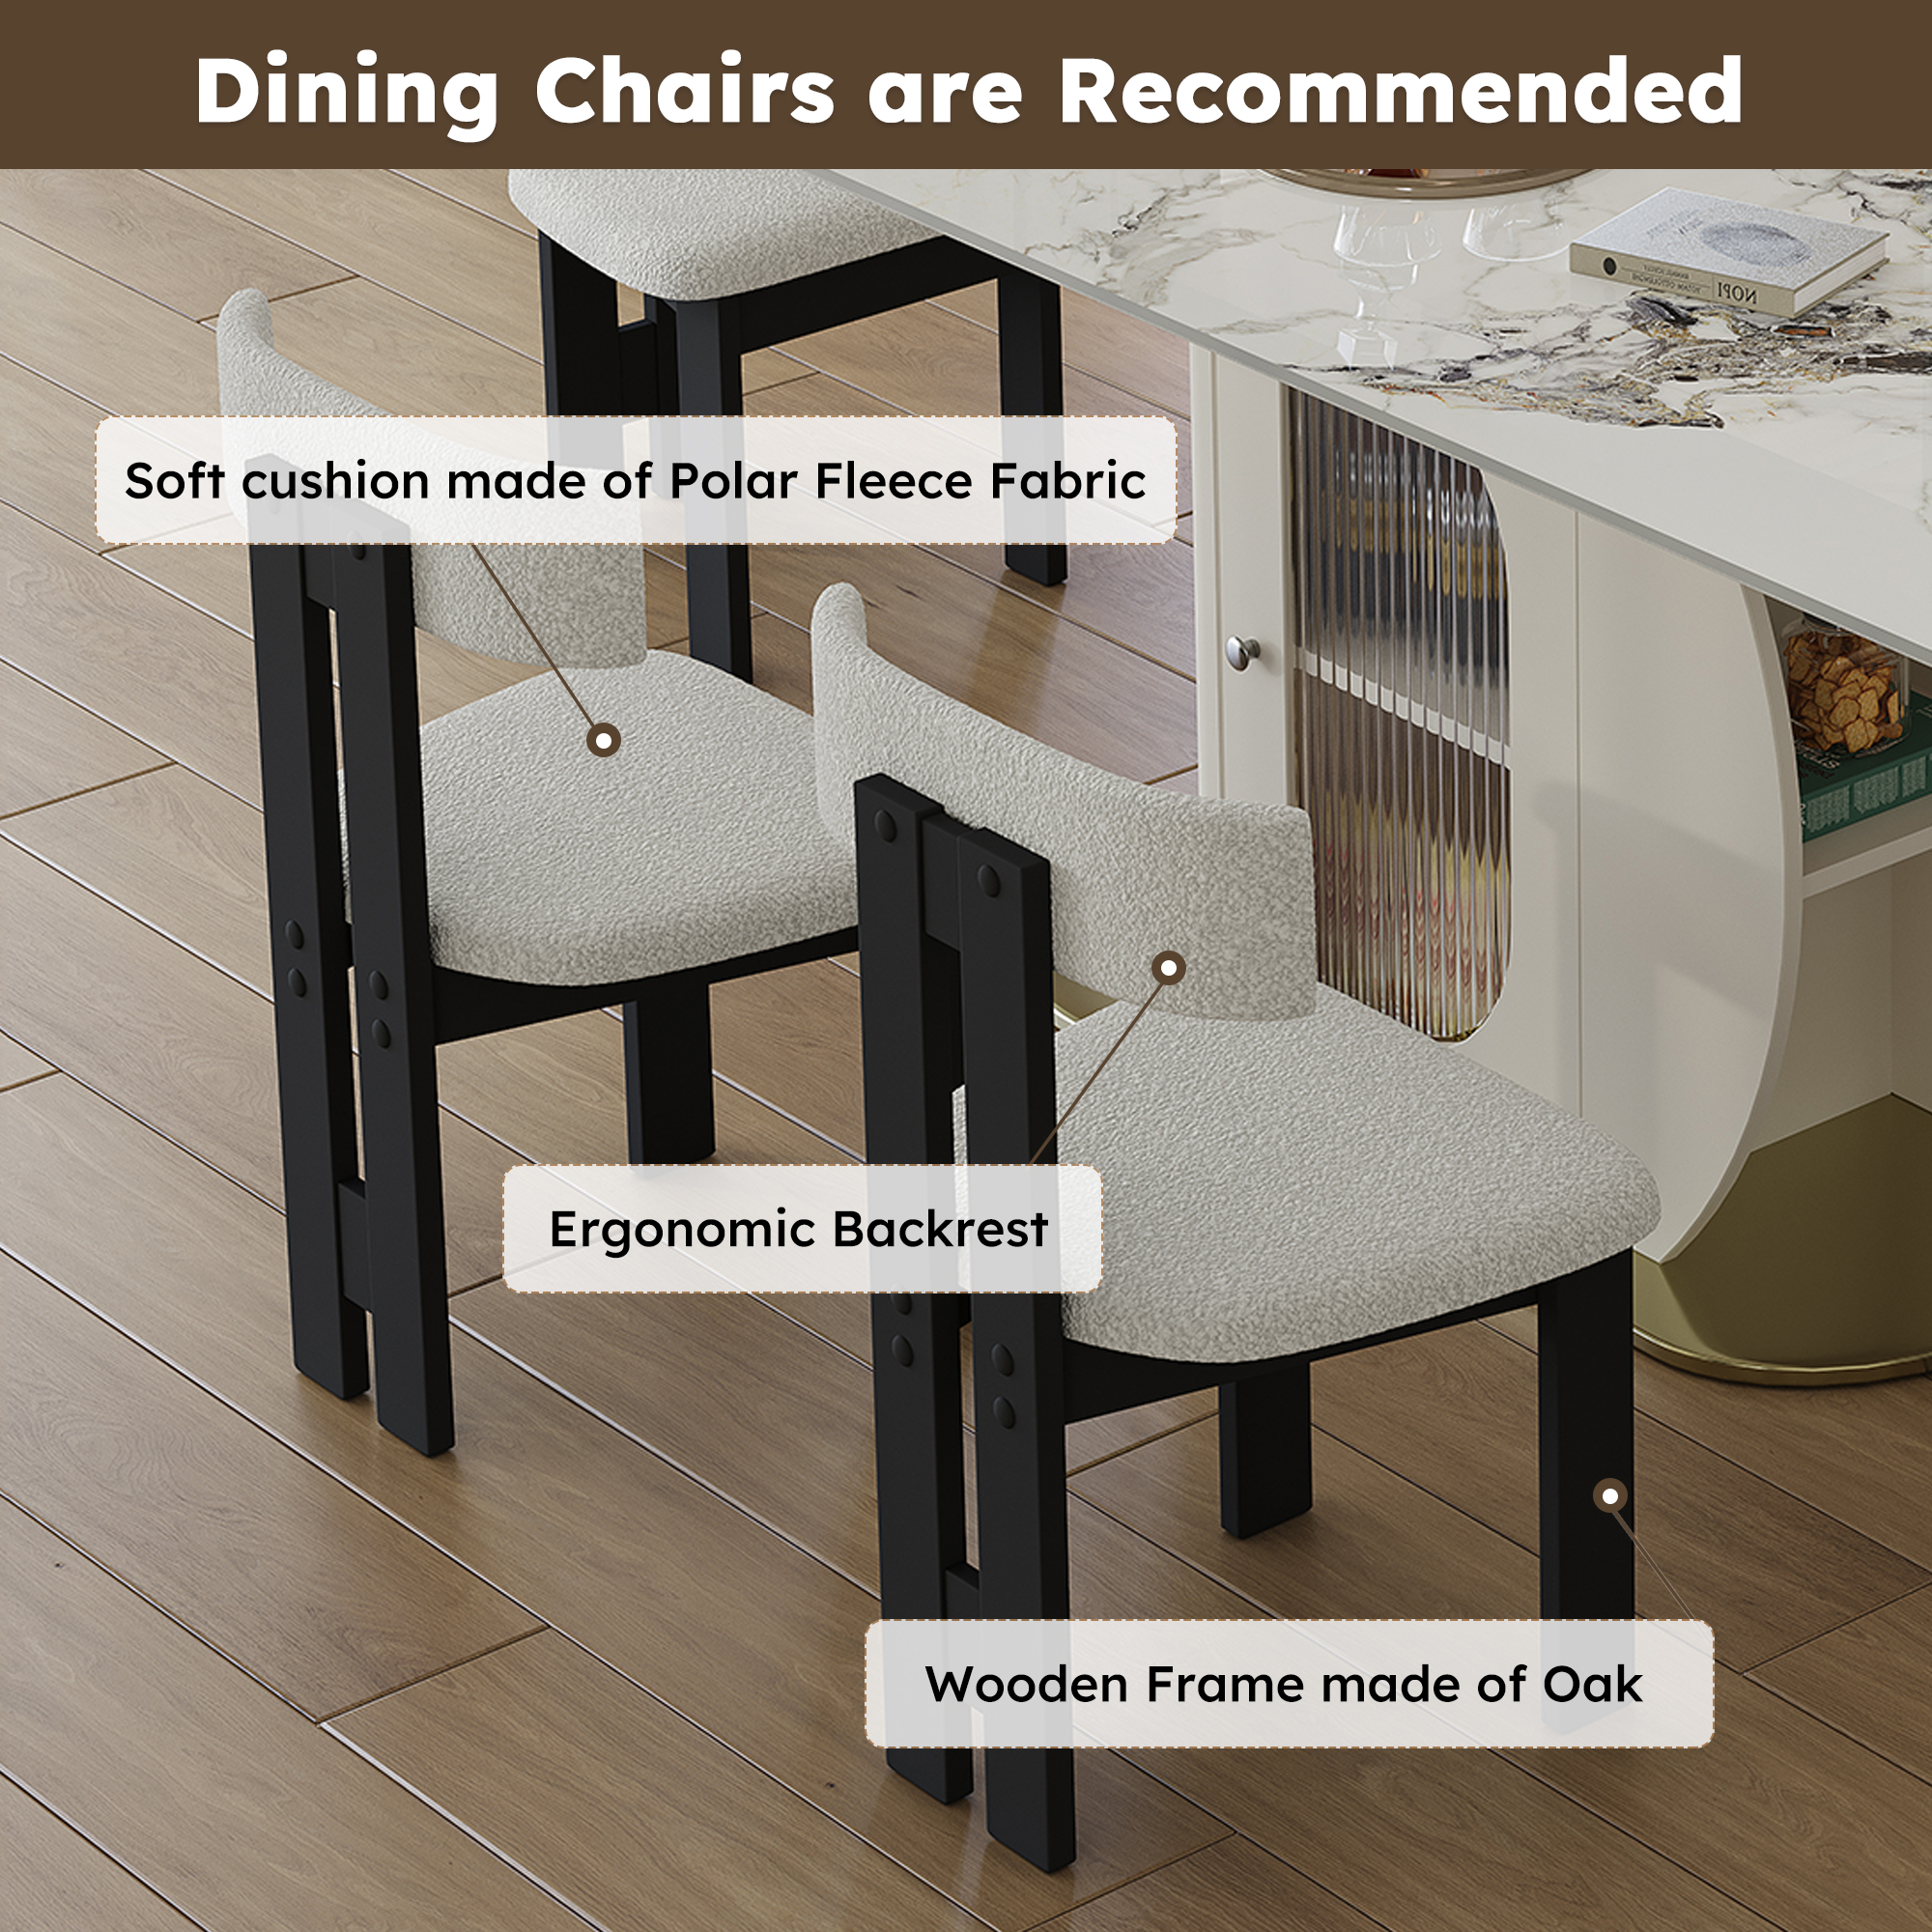 Dining Chairs are Recommended
Soft cushion made of Polar Fleece Fabric
Ergonomic Backrest
Wooden Frame made of Oak
NOPI